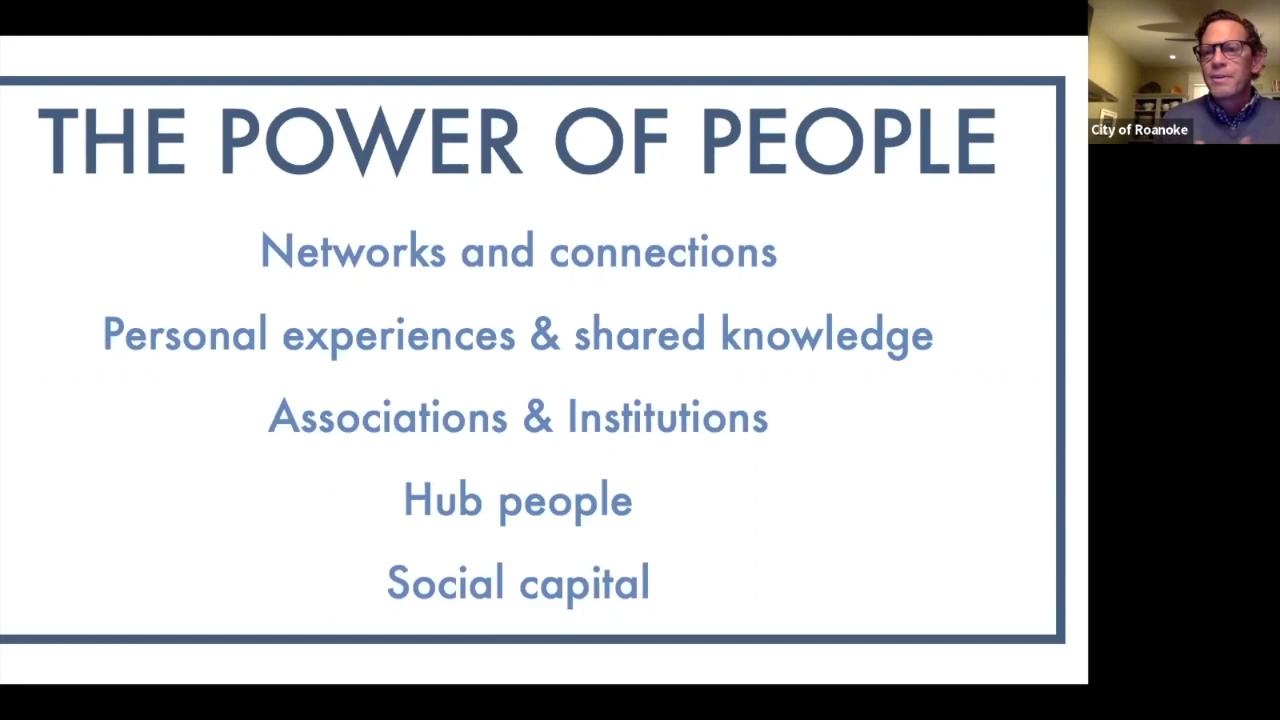 THE POWER OF PEOPLE
Networks and connections
Personal experiences & shared knowledge
Associations & Institutions
Hub people
Social capital
City of Roanoke